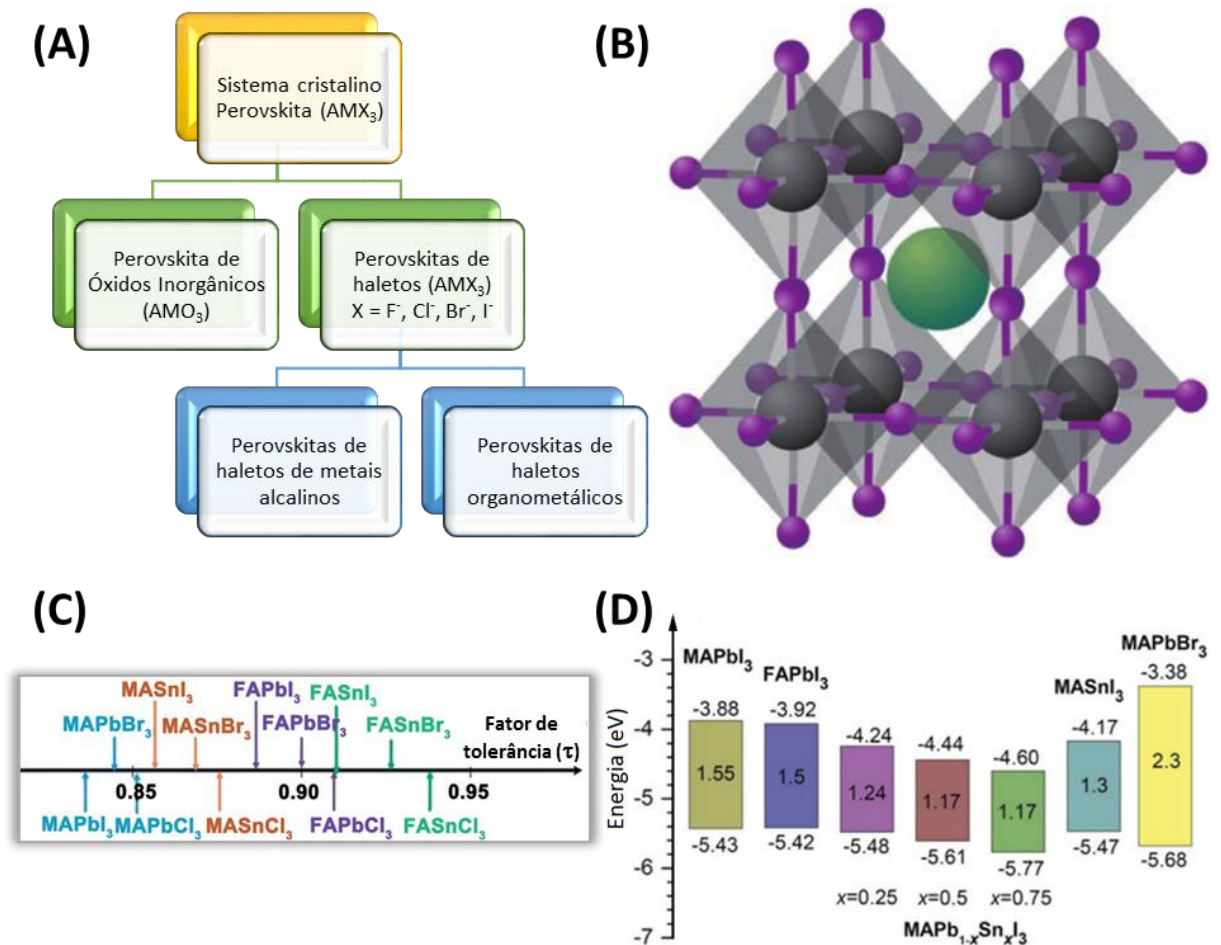 (A)
Sistema cristalino
Perovskita (AMX₃)
Perovskita de
Óxidos Inorgânicos
(AMO₃)
Perovskitas de
haletos (AMX₃)
X = F⁻, Cl⁻, Br⁻, I⁻
Perovskitas de
haletos de metais
alcalinos
Perovskitas de
haletos
organometálicos
(B)
(C)
MASnI₃
FAPbI₃
FASnI₃
MAPbBr₃
MASnBr₃
FAPbBr₃
FASnBr₃
Fator de
tolerância (τ)
0.85
0.90
0.95
MAPbI₃
MAPbCl₃
MASnCl₃
FAPbCl₃
FASnCl₃
(D)
Energia (eV)
-3
-4
-5
-6
-7
MAPbI₃
-3.88
1.55
-5.43
FAPbI₃
-3.92
1.5
-5.42
-4.24
1.24
-5.48
x=0.25
-4.44
1.17
-5.61
x=0.5
-4.60
1.17
-5.77
x=0.75
MAPb₁₋ₓSnₓI₃
MASnI₃
-4.17
1.3
-5.47
MAPbBr₃
-3.38
2.3
-5.68